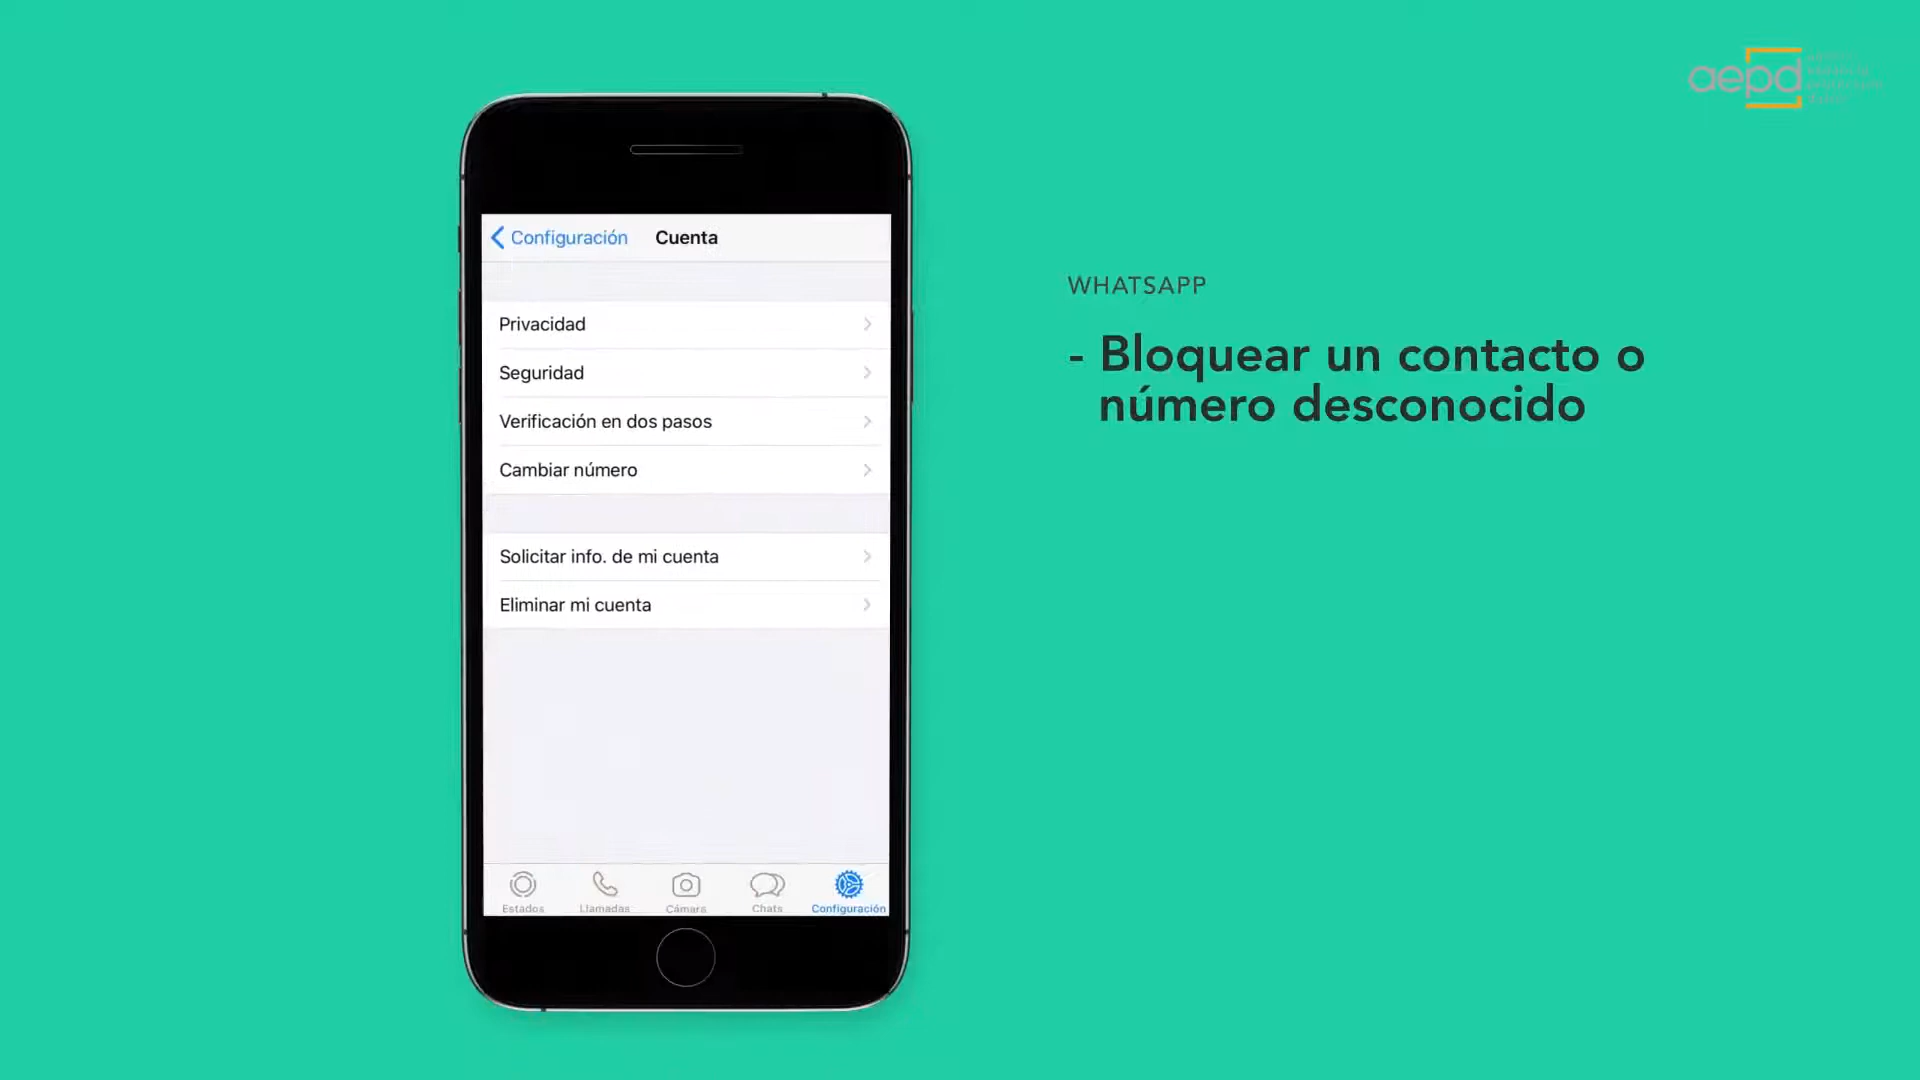 aepd
Configuración
Cuenta
Privacidad
Seguridad
Verificación en dos pasos
Cambiar número
Solicitar info. de mi cuenta
Eliminar mi cuenta
Estados
Llamadas
Cámara
Chats
Configuración
WHATSAPP
- Bloquear un contacto o
número desconocido